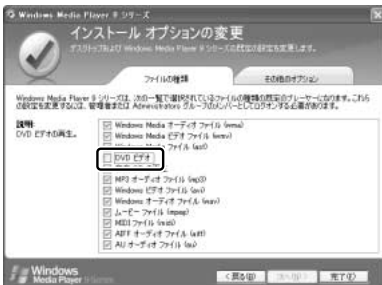 Windows Media Player 9 シリーズ
インストール オプションの変更
デスクトップおよび Windows Media Player 9 シリーズの既定の設定を変更します。
ファイルの種類
その他のオプション
Windows Media Player 9 シリーズは、次の一覧で選択されているファイルの種類の既定のプレーヤーになります。これら
の設定を変更するには、管理者または Administrators グループのメンバーとしてログオンする必要があります。
説明:
DVD ビデオの再生。
Windows Media オーディオ ファイル (wma)
Windows Media ビデオ ファイル (wmv)
Windows Media ファイル (asf)
DVD ビデオ
MP3 オーディオ ファイル (mp3)
Windows ビデオ ファイル (avi)
Windows オーディオ ファイル (wav)
ムービー ファイル (mpeg)
MIDI ファイル (midi)
AIFF オーディオ ファイル (aiff)
AU オーディオ ファイル (au)
Windows
Media Player 9 Series
< 戻る(B)
次へ(N) >
完了(F)